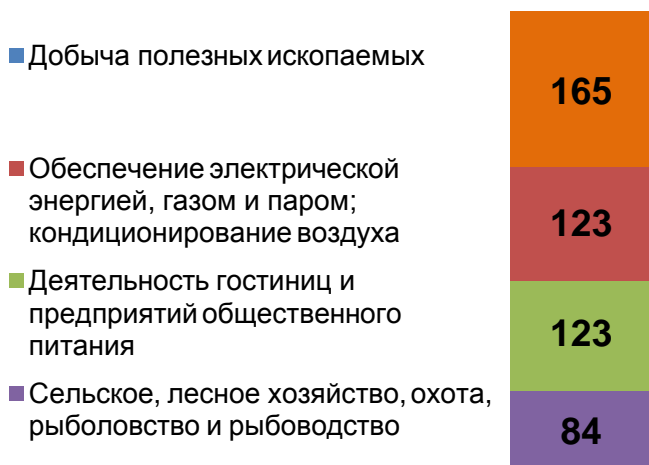 Добыча полезных ископаемых
165
Обеспечение электрической
энергией, газом и паром;
кондиционирование воздуха
123
Деятельность гостиниц и
предприятий общественного
питания
123
Сельское, лесное хозяйство, охота,
рыболовство и рыбоводство
84